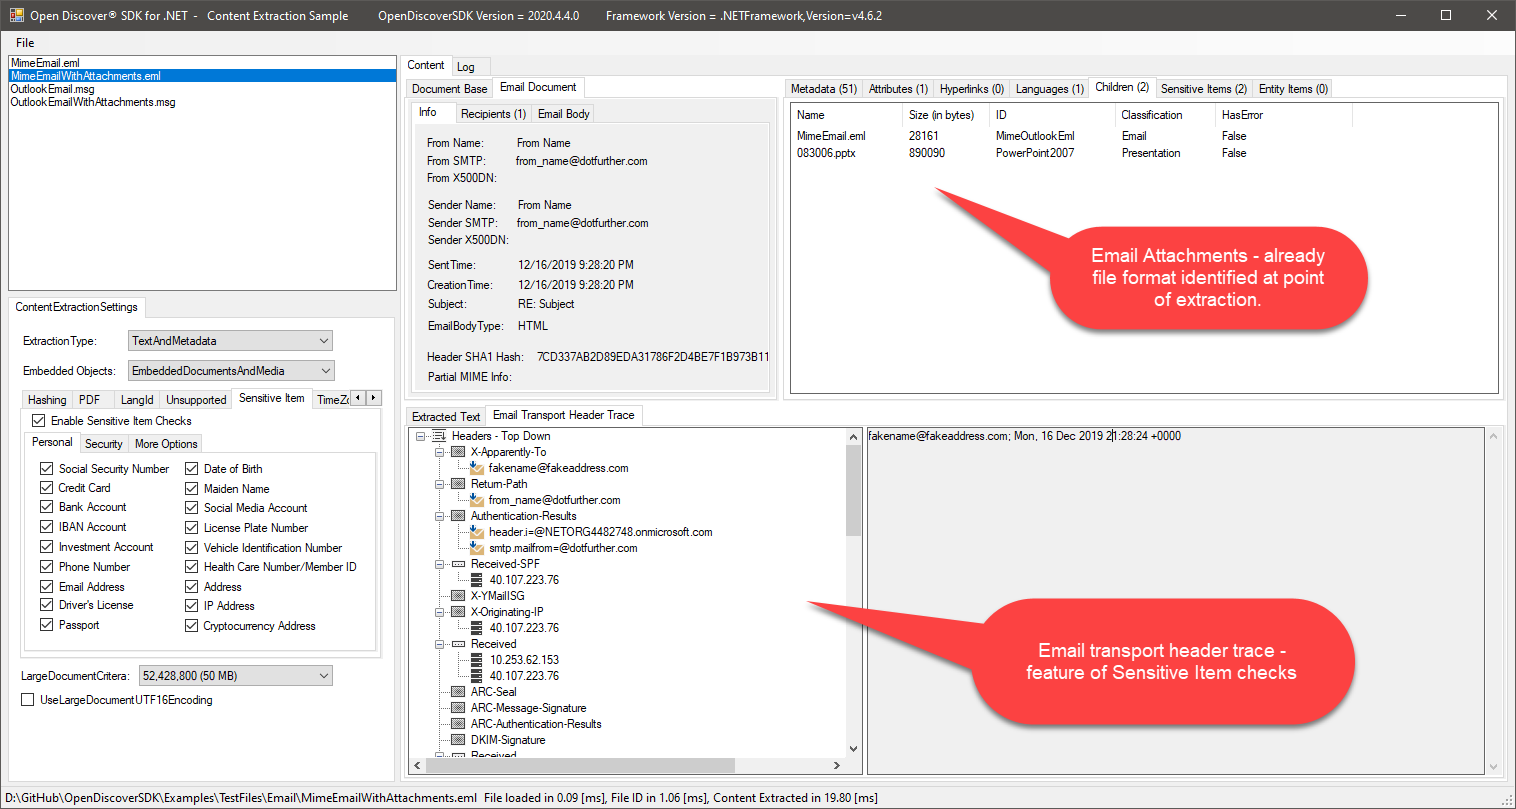 Open Discover® SDK for .NET - Content Extraction Sample OpenDiscoverSDK Version = 2020.4.4.0 Framework Version = .NETFramework,Version=v4.6.2
File
MimeEmail.eml
MimeEmailWithAttachments.eml
OutlookEmail.msg
OutlookEmailWithAttachments.msg
ContentExtractionSettings
ExtractionType: TextAndMetadata
Embedded Objects: EmbeddedDocumentsAndMedia
Hashing PDF LangId Unsupported Sensitive Item TimeZo
Enable Sensitive Item Checks
Personal Security More Options
Social Security Number Date of Birth
Credit Card Maiden Name
Bank Account Social Media Account
IBAN Account License Plate Number
Investment Account Vehicle Identification Number
Phone Number Health Care Number/Member ID
Email Address Address
Driver's License IP Address
Passport Cryptocurrency Address
LargeDocumentCritera: 52,428,800 (50 MB)
UseLargeDocumentUTF16Encoding
Content Log
Document Base Email Document
Info Recipients (1) Email Body
From Name: From Name
From SMTP: from_name@dotfurther.com
From X500DN:
Sender Name: From Name
Sender SMTP: from_name@dotfurther.com
Sender X500DN:
SentTime: 12/16/2019 9:28:20 PM
CreationTime: 12/16/2019 9:28:20 PM
Subject: RE: Subject
EmailBodyType: HTML
Header SHA1 Hash: 7CD337AB2D89EDA31786F2D4BE7F1B973B11
Partial MIME Info:
Metadata (51) Attributes (1) Hyperlinks (0) Languages (1) Children (2) Sensitive Items (2) Entity Items (0)
Name Size (in bytes) ID Classification HasError
MimeEmail.eml 28161 MimeOutlookEml Email False
083006.pptx 890090 PowerPoint2007 Presentation False
Email Attachments - already
file format identified at point
of extraction.
Extracted Text Email Transport Header Trace
Headers - Top Down
X-Apparently-To
fakename@fakeaddress.com
Return-Path
from_name@dotfurther.com
Authentication-Results
header.i=@NETORG4482748.onmicrosoft.com
smtp.mailfrom=@dotfurther.com
Received-SPF
40.107.223.76
X-YMailISG
X-Originating-IP
40.107.223.76
Received
10.253.62.153
40.107.223.76
ARC-Seal
ARC-Message-Signature
ARC-Authentication-Results
DKIM-Signature
Received
fakename@fakeaddress.com; Mon, 16 Dec 2019 21:28:24 +0000
Email transport header trace -
feature of Sensitive Item checks
D:\GitHub\OpenDiscoverSDK\Examples\TestFiles\Email\MimeEmailWithAttachments.eml File loaded in 0.09 [ms], File ID in 1.06 [ms], Content Extracted in 19.80 [ms]